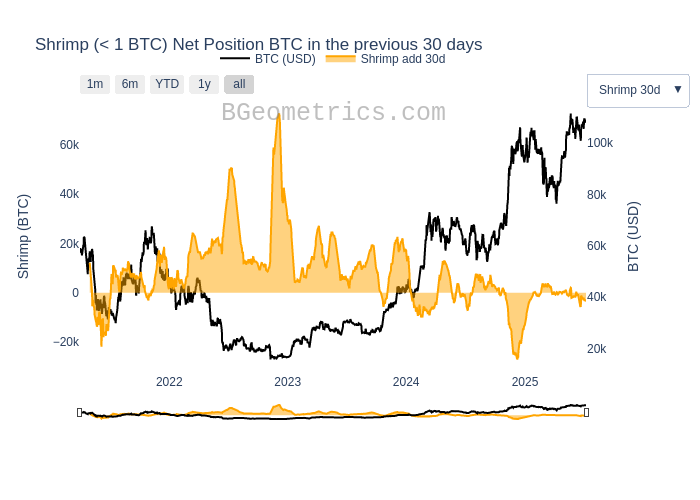 Shrimp (< 1 BTC) Net Position BTC in the previous 30 days
BTC (USD) Shrimp add 30d
1m 6m YTD 1y all
Shrimp 30d ▼
BGeometrics.com
60k
40k
20k
0
−20k
Shrimp (BTC)
100k
80k
60k
40k
20k
BTC (USD)
2022 2023 2024 2025